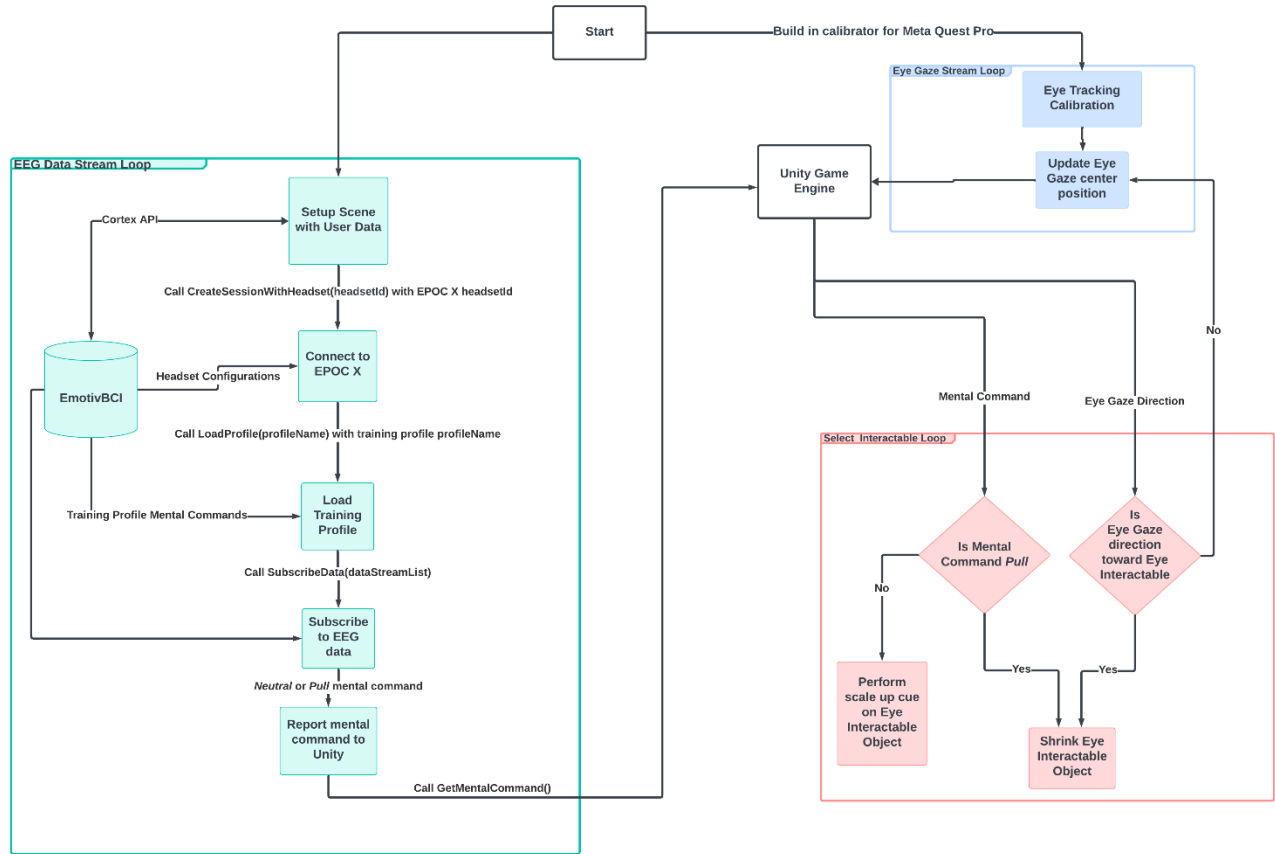 Start
Build in calibrator for Meta Quest Pro
Eye Gaze Stream Loop
Eye Tracking
Calibration
Update Eye
Gaze center
position
Unity Game
Engine
EEG Data Stream Loop
Setup Scene
with User Data
Cortex API
Call CreateSessionWithHeadset(headsetId) with EPOC X headsetId
EmotivBCI
Headset Configurations
Connect to
EPOC X
Call LoadProfile(profileName) with training profile profileName
Training Profile Mental Commands
Load
Training
Profile
Call SubscribeData(dataStreamList)
Subscribe
to EEG
data
Neutral or Pull mental command
Report mental
command to
Unity
Call GetMentalCommand()
No
Mental Command
Eye Gaze Direction
Select Interactable Loop
Is Mental
Command Pull
Is
Eye Gaze
direction
toward Eye
Interactable
No
Yes
Yes
Perform
scale up cue
on Eye
Interactable
Object
Shrink Eye
Interactable
Object